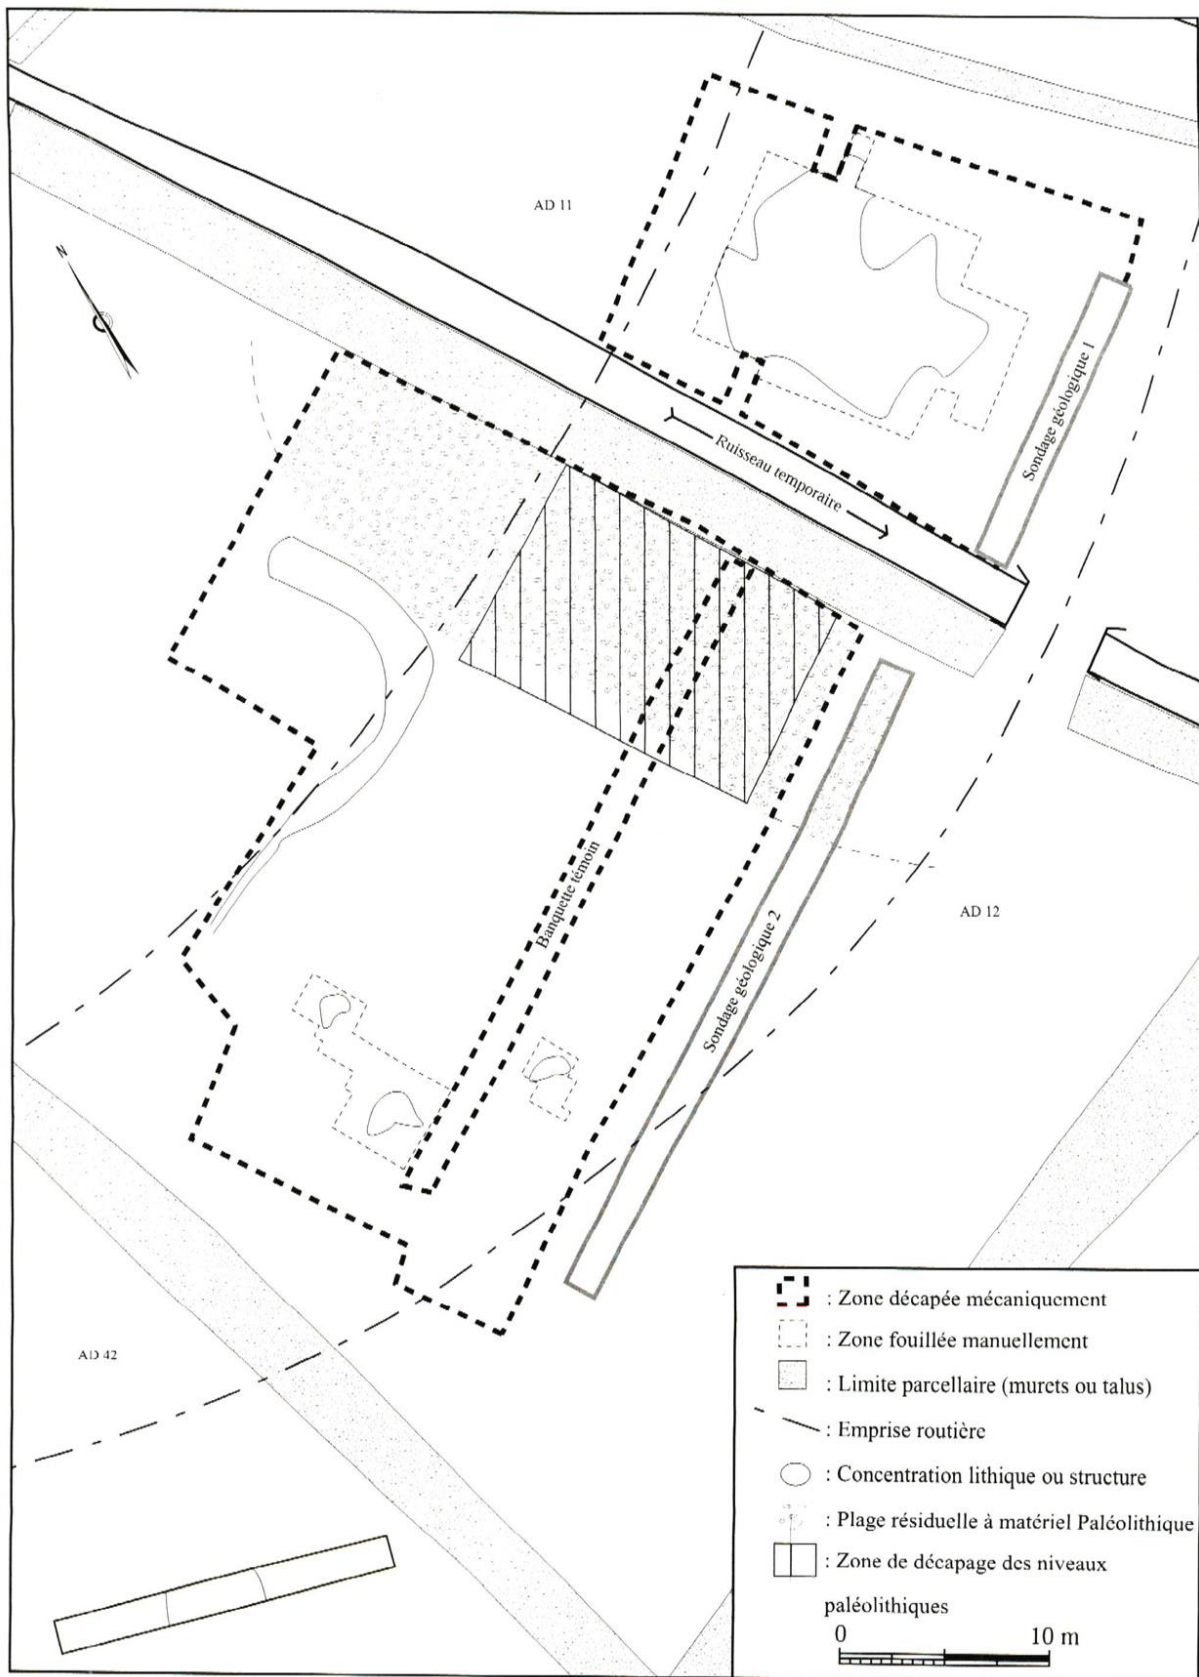 AD 11
N
Sondage géologique 1
Ruisseau temporaire
Banquette témoin
Sondage géologique 2
AD 12
AD 42
: Zone décapée mécaniquement
: Zone fouillée manuellement
: Limite parcellaire (murets ou talus)
: Emprise routière
: Concentration lithique ou structure
: Plage résiduelle à matériel Paléolithique
: Zone de décapage des niveaux
paléolithiques
0 10 m